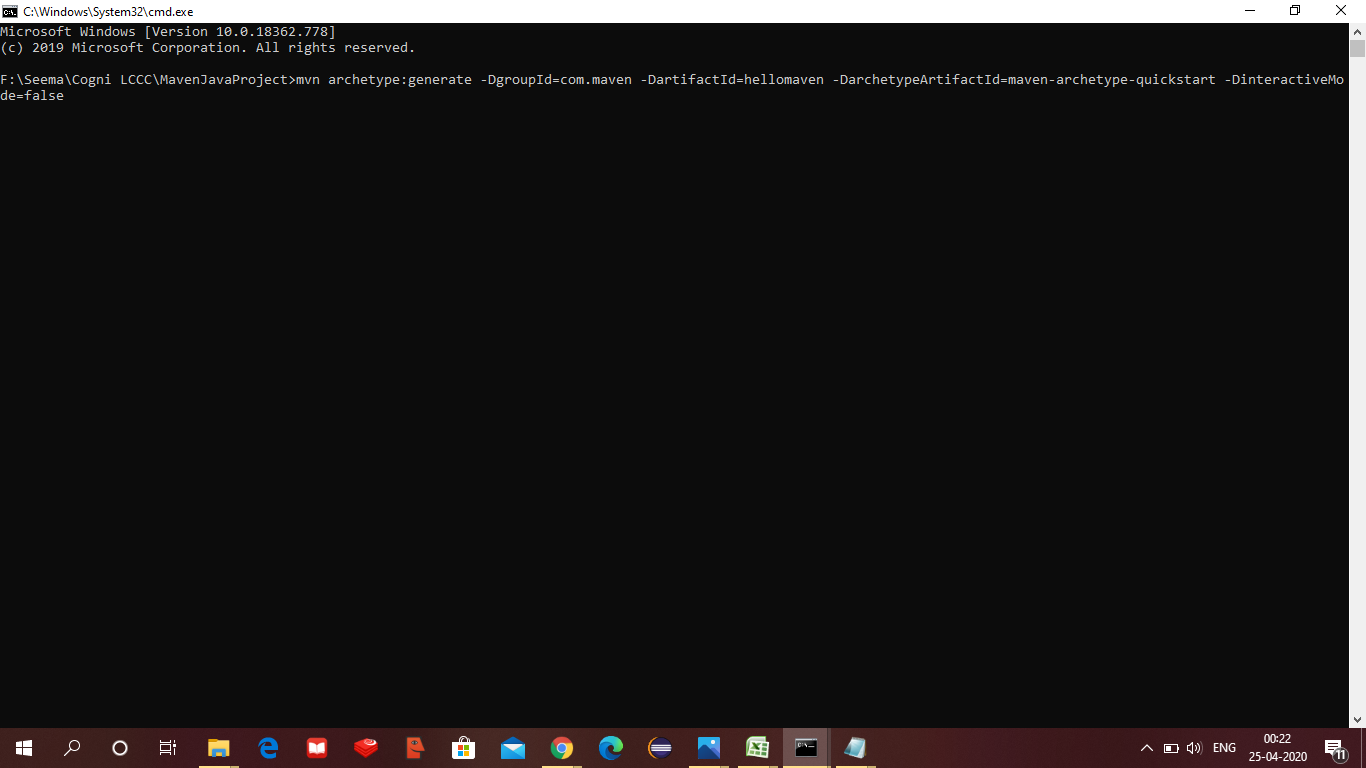 C:\Windows\System32\cmd.exe
Microsoft Windows [Version 10.0.18362.778]
(c) 2019 Microsoft Corporation. All rights reserved.
F:\Seema\Cogni LCCC\MavenJavaProject>mvn archetype:generate -DgroupId=com.maven -DartifactId=hellomaven -DarchetypeArtifactId=maven-archetype-quickstart -DinteractiveMo
de=false
ENG
00:22
25-04-2020
11